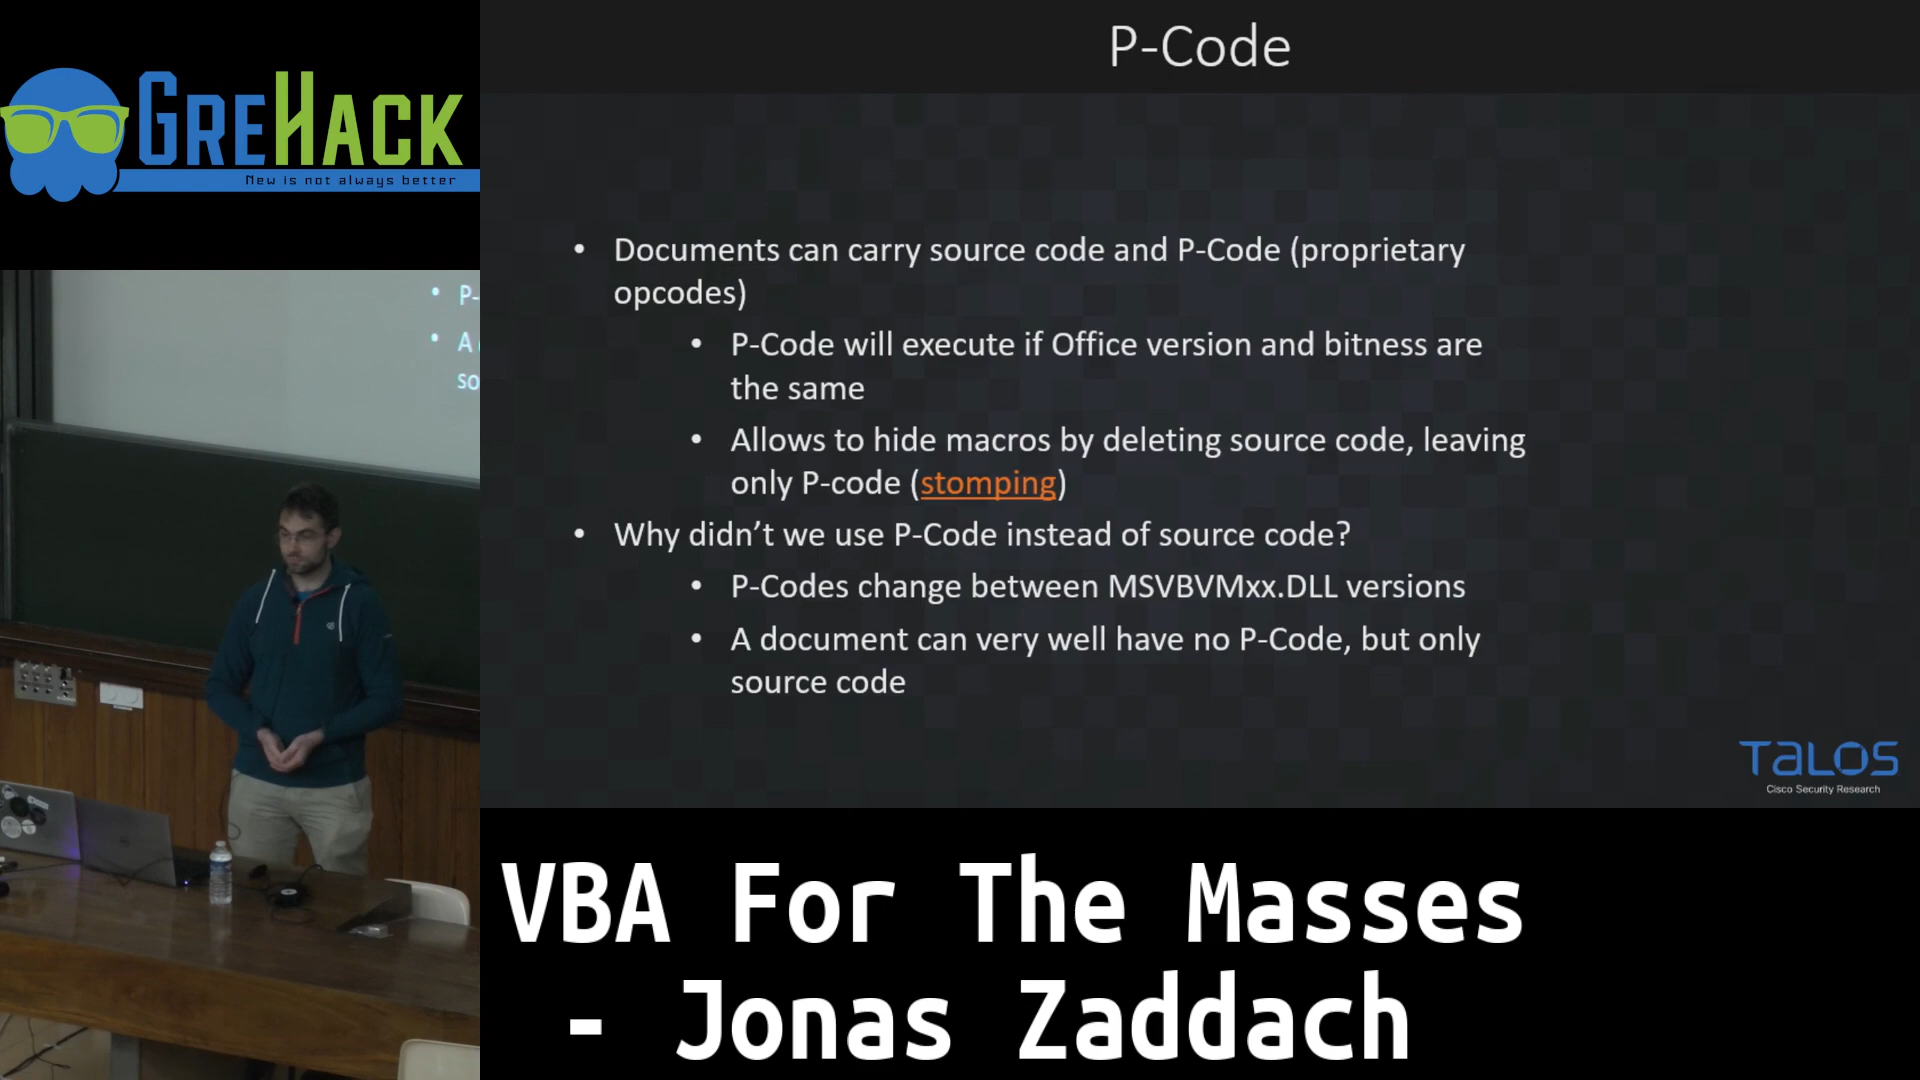 GREHACK
New is not always better
P-Code
• Documents can carry source code and P-Code (proprietary
opcodes)
• P-Code will execute if Office version and bitness are
the same
• Allows to hide macros by deleting source code, leaving
only P-code (stomping)
• Why didn’t we use P-Code instead of source code?
• P-Codes change between MSVBVMxx.DLL versions
• A document can very well have no P-Code, but only
source code
• P-
• A
so
TALOS
Cisco Security Research
VBA For The Masses
- Jonas Zaddach